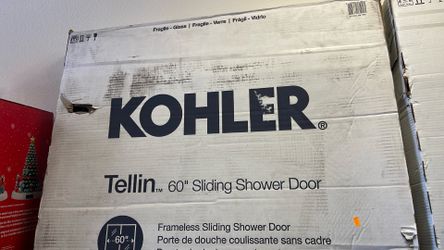 Fragile - Glass | Fragile - Verre | Frágil - Vidrio
KOHLER®
Tellin™ 60" Sliding Shower Door
60"
Frameless Sliding Shower Door
Porte de douche coulissante sans cadre